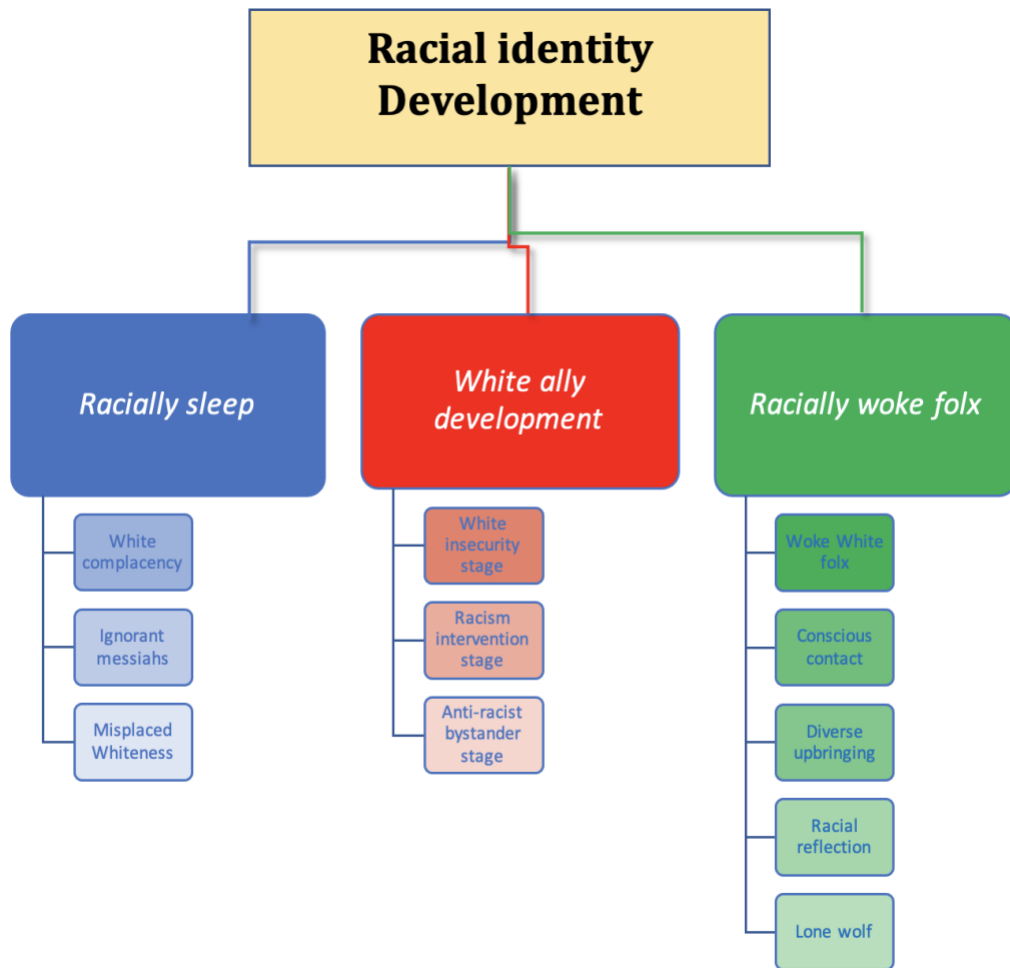 Racial identity
Development
Racially sleep
White ally
development
Racially woke folx
White
complacency
Ignorant
messiahs
Misplaced
Whiteness
White
insecurity
stage
Racism
intervention
stage
Anti-racist
bystander
stage
Woke White
folx
Conscious
contact
Diverse
upbringing
Racial
reflection
Lone wolf